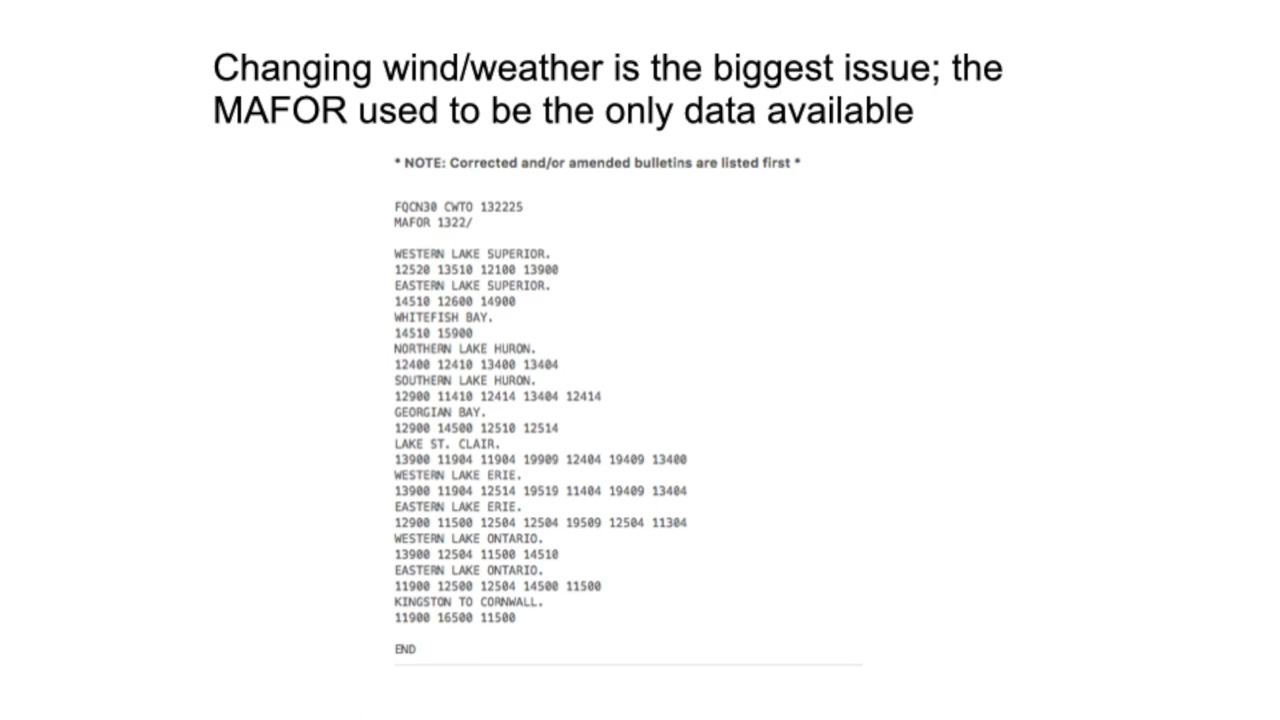 Changing wind/weather is the biggest issue; the
MAFOR used to be the only data available
* NOTE: Corrected and/or amended bulletins are listed first *
FQCN30 CWTO 132225
MAFOR 1322/
WESTERN LAKE SUPERIOR.
12520 13510 12100 13900
EASTERN LAKE SUPERIOR.
14510 12600 14900
WHITEFISH BAY.
14510 15900
NORTHERN LAKE HURON.
12400 12410 13400 13404
SOUTHERN LAKE HURON.
12900 11410 12414 13404 12414
GEORGIAN BAY.
12900 14500 12510 12514
LAKE ST. CLAIR.
13900 11904 11904 19909 12404 19409 13400
WESTERN LAKE ERIE.
13900 11904 12514 19519 11404 19409 13404
EASTERN LAKE ERIE.
12900 11500 12504 12504 19509 12504 11304
WESTERN LAKE ONTARIO.
13900 12504 11500 14510
EASTERN LAKE ONTARIO.
11900 12500 12504 14500 11500
KINGSTON TO CORNWALL.
11900 16500 11500
END